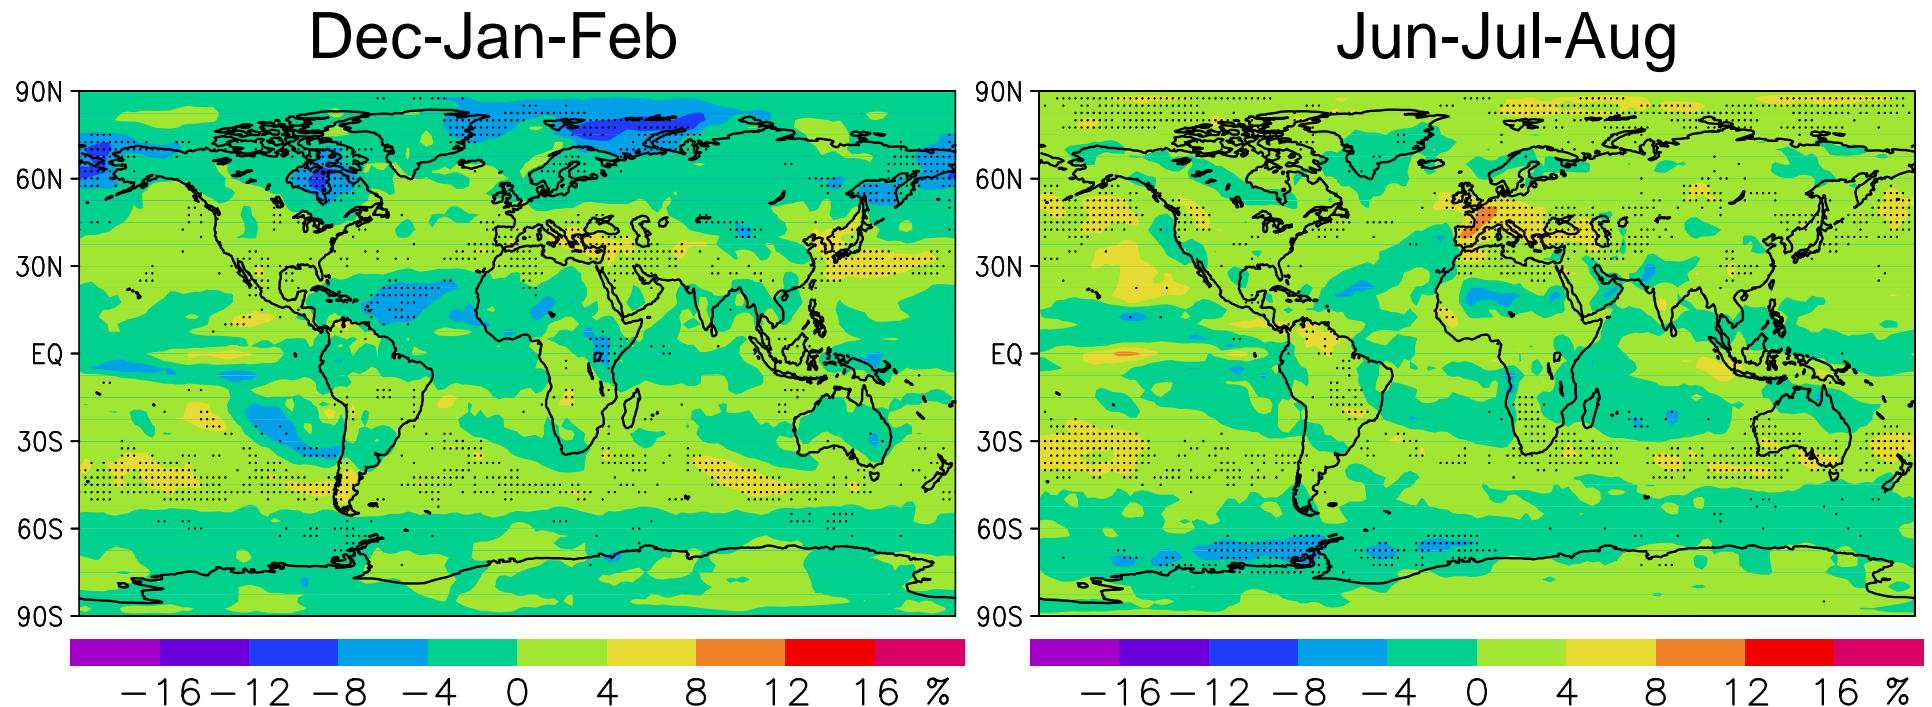 Dec-Jan-Feb
90N
60N
30N
EQ
30S
60S
90S
−16 −12 −8 −4 0 4 8 12 16 %
Jun-Jul-Aug
90N
60N
30N
EQ
30S
60S
90S
−16 −12 −8 −4 0 4 8 12 16 %